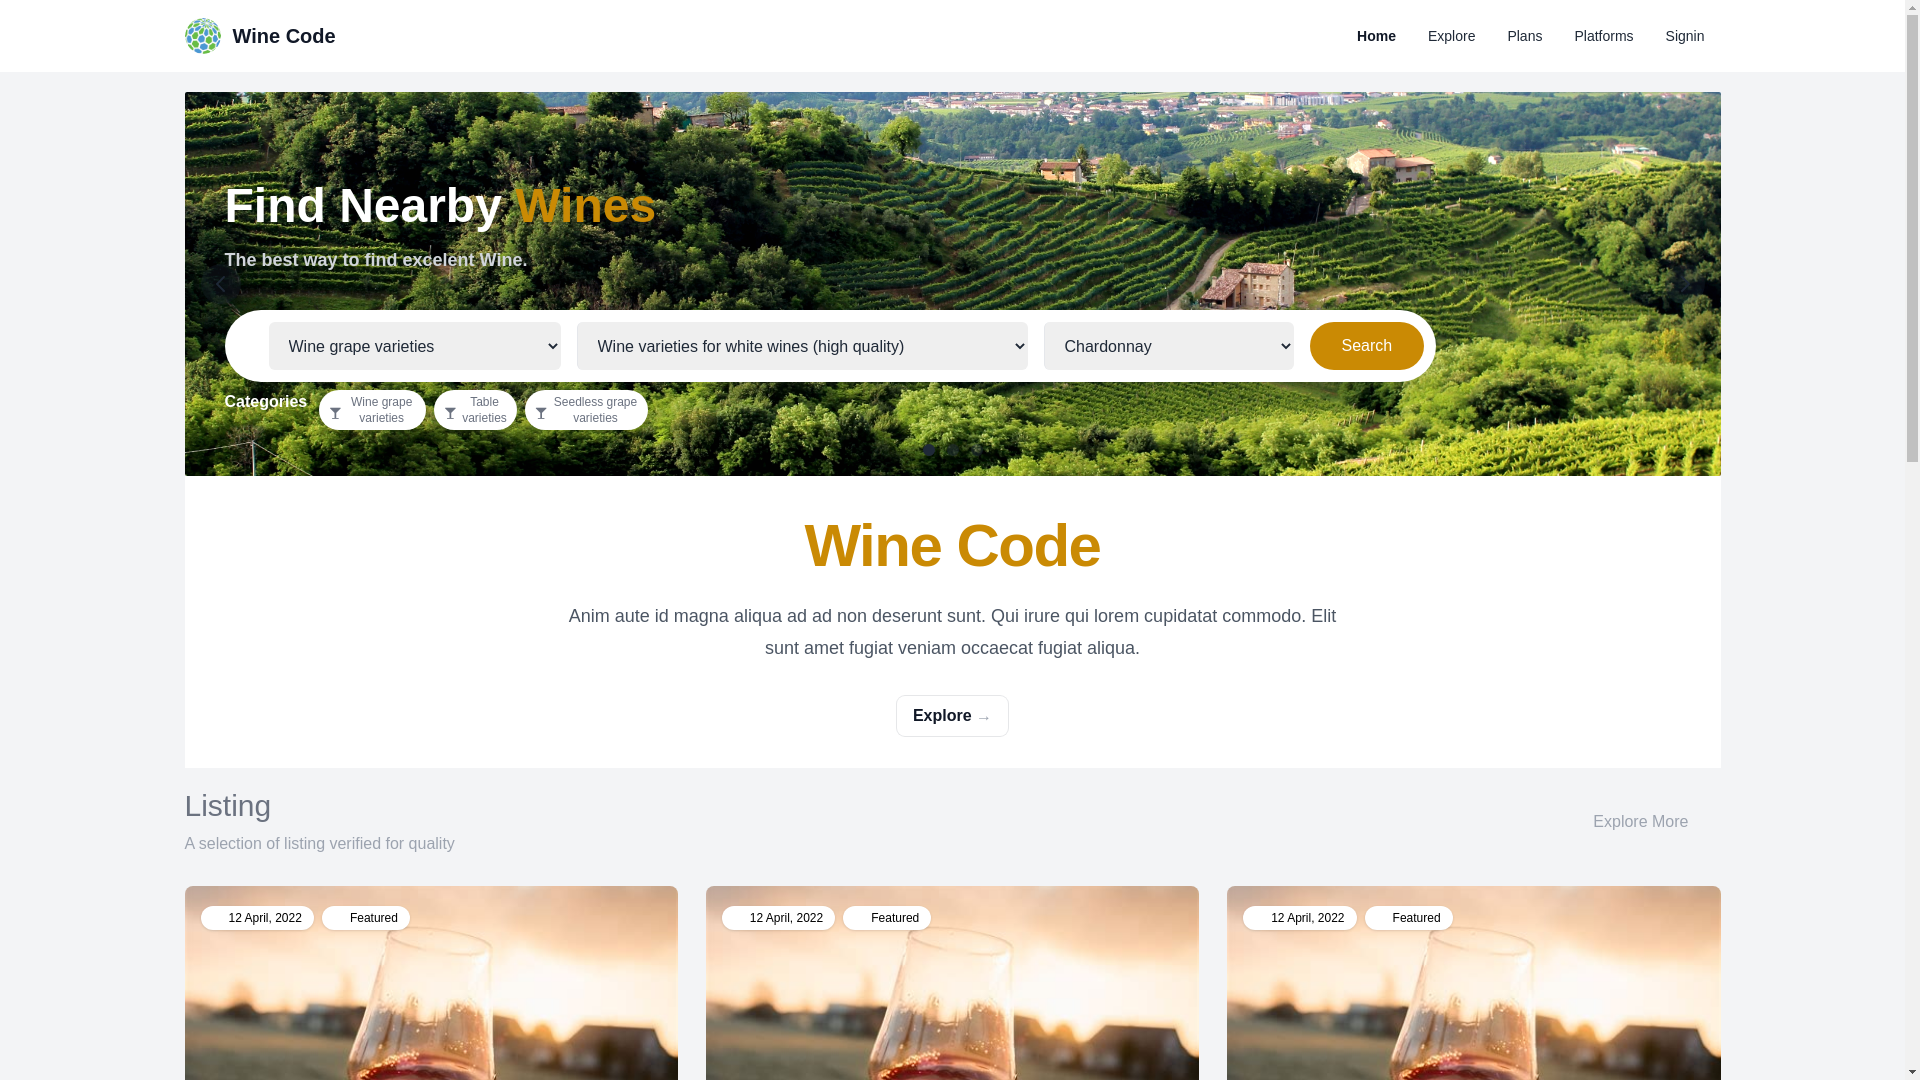 Wine Code
Home
Explore
Plans
Platforms
Signin
Find Nearby Wines
The best way to find excelent Wine.
Wine grape varieties
Wine varieties for white wines (high quality)
Chardonnay
Search
Categories
Wine grape
varieties
Table
varieties
Seedless grape
varieties
Wine Code
Anim aute id magna aliqua ad ad non deserunt sunt. Qui irure qui lorem cupidatat commodo. Elit
sunt amet fugiat veniam occaecat fugiat aliqua.
Explore →
Listing
A selection of listing verified for quality
Explore More
12 April, 2022
Featured
12 April, 2022
Featured
12 April, 2022
Featured